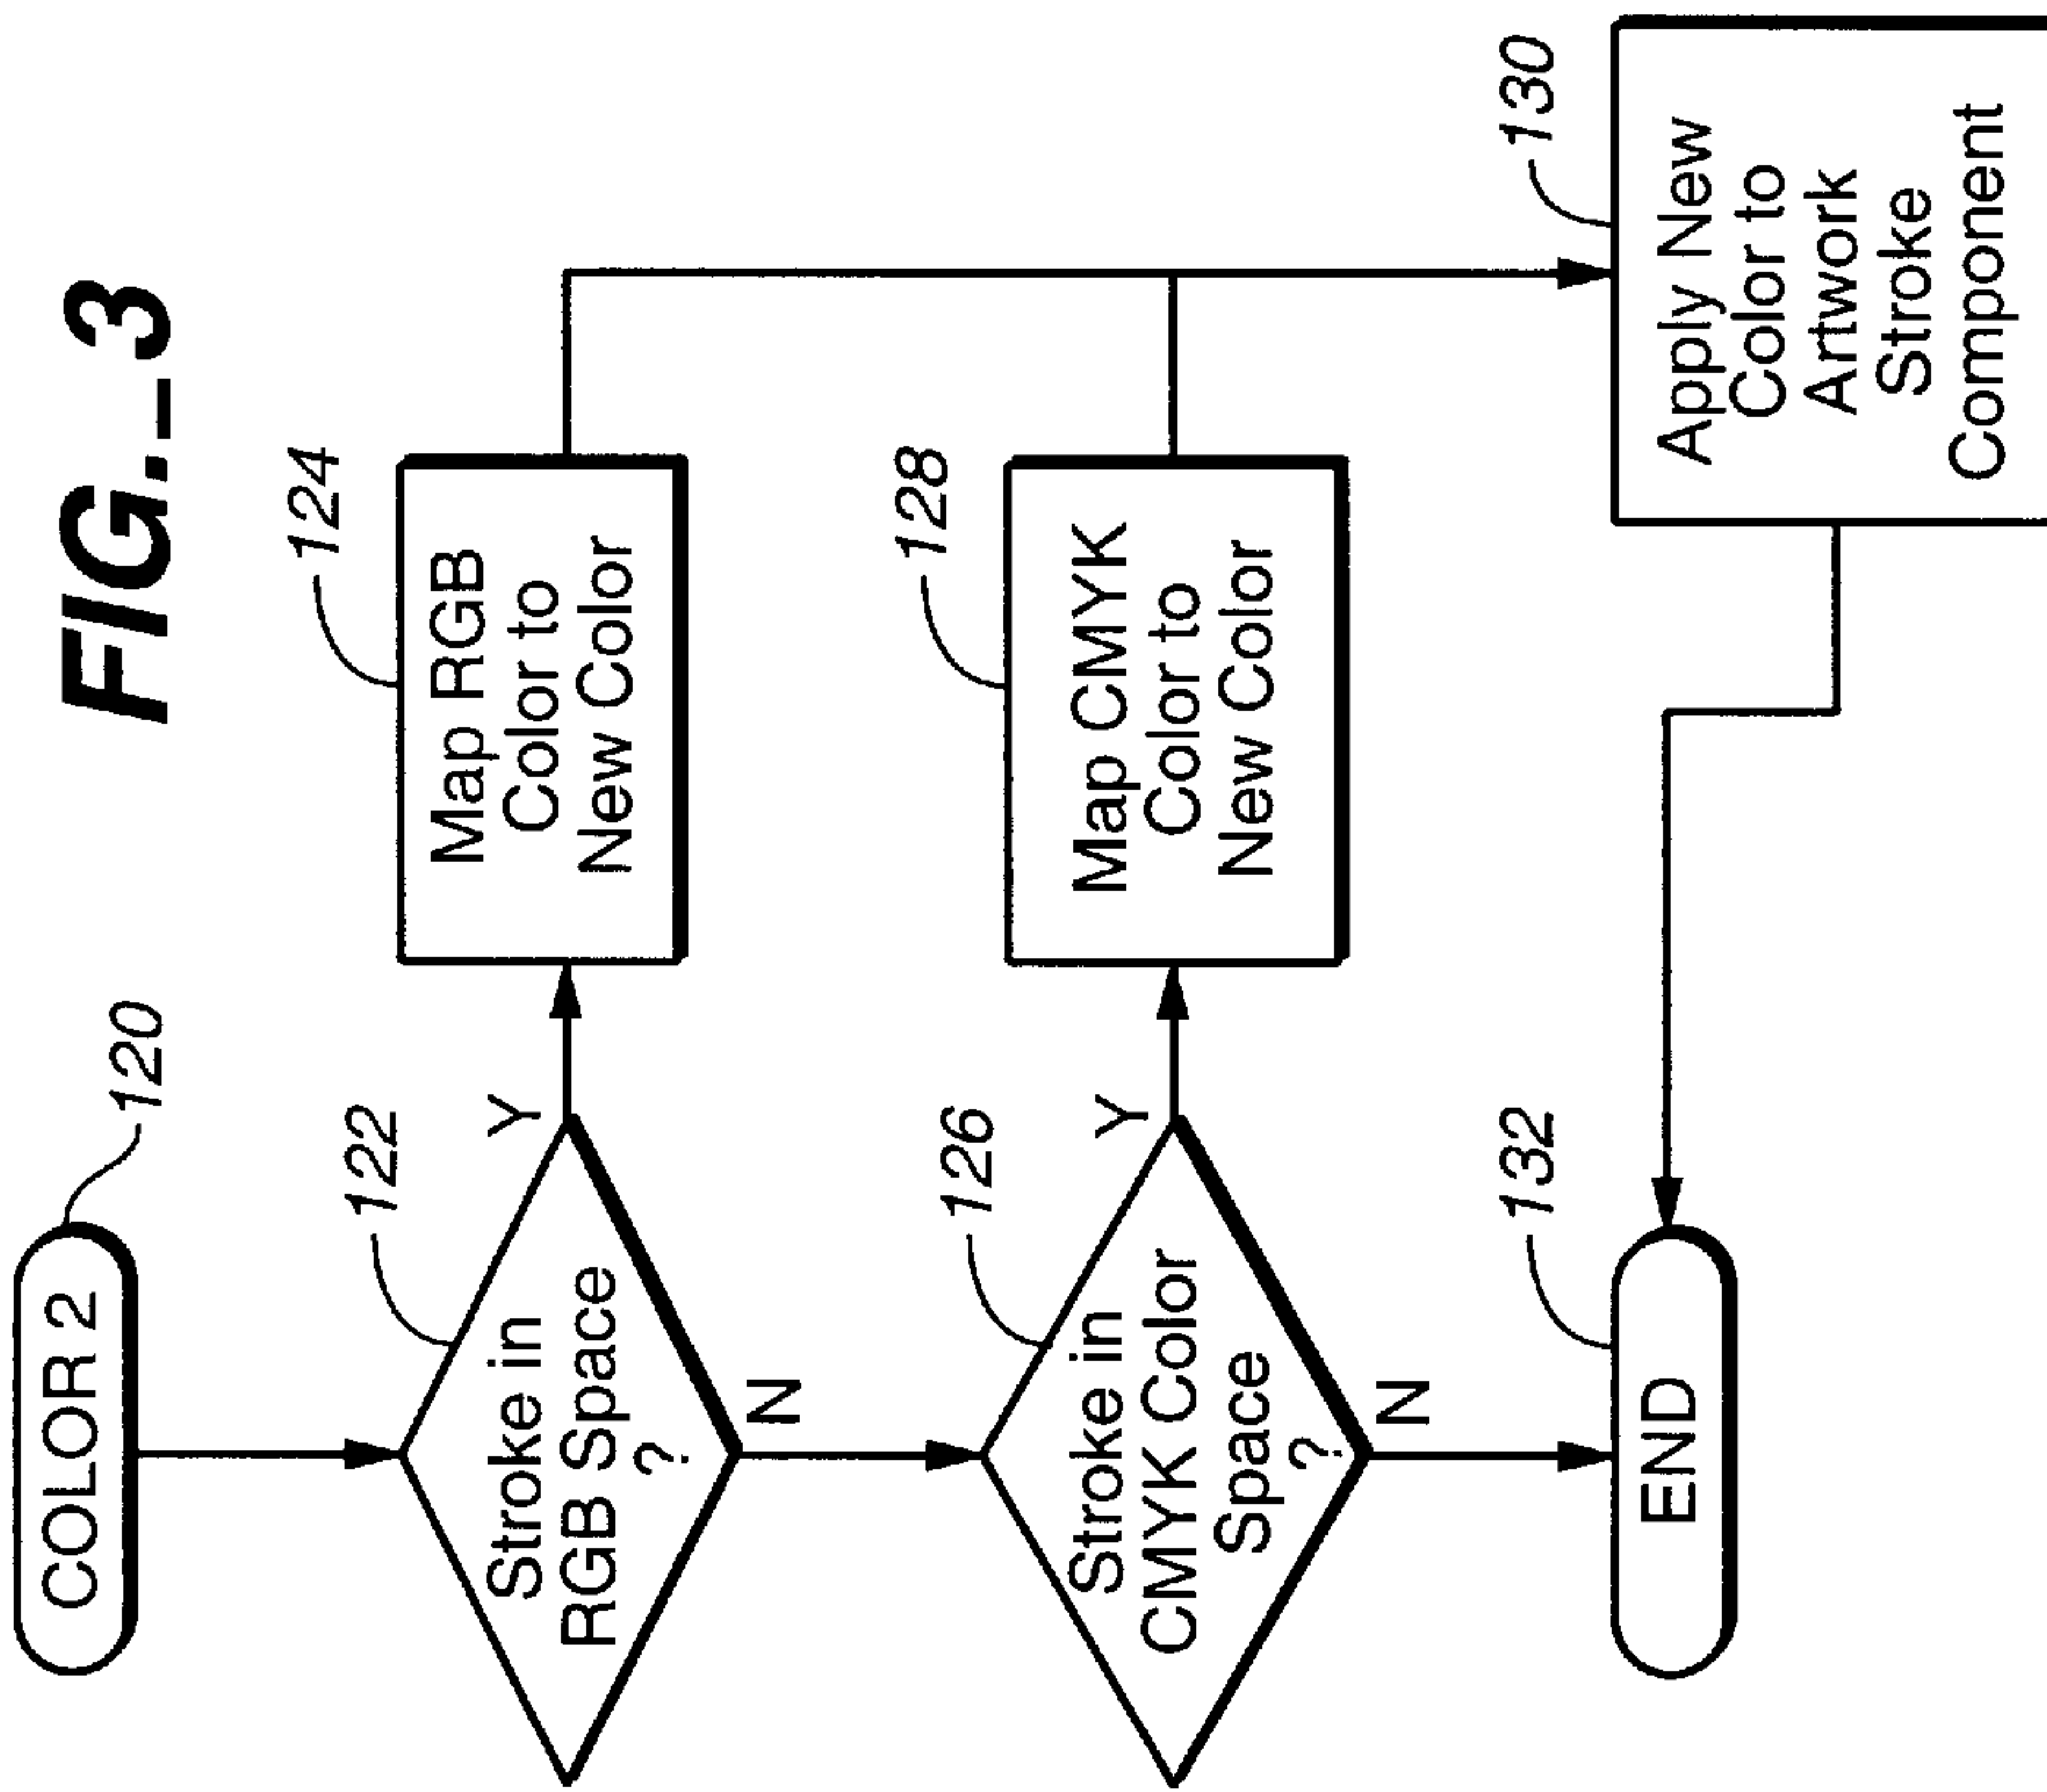 FIG.-3
COLOR 2
120
122
Stroke in
RGB Space
?
Y
N
124
Map RGB
Color to
New Color
126
Stroke in
CMYK Color
Space
?
Y
N
128
Map CMYK
Color to
New Color
130
Apply New
Color to
Artwork
Stroke
Component
132
END